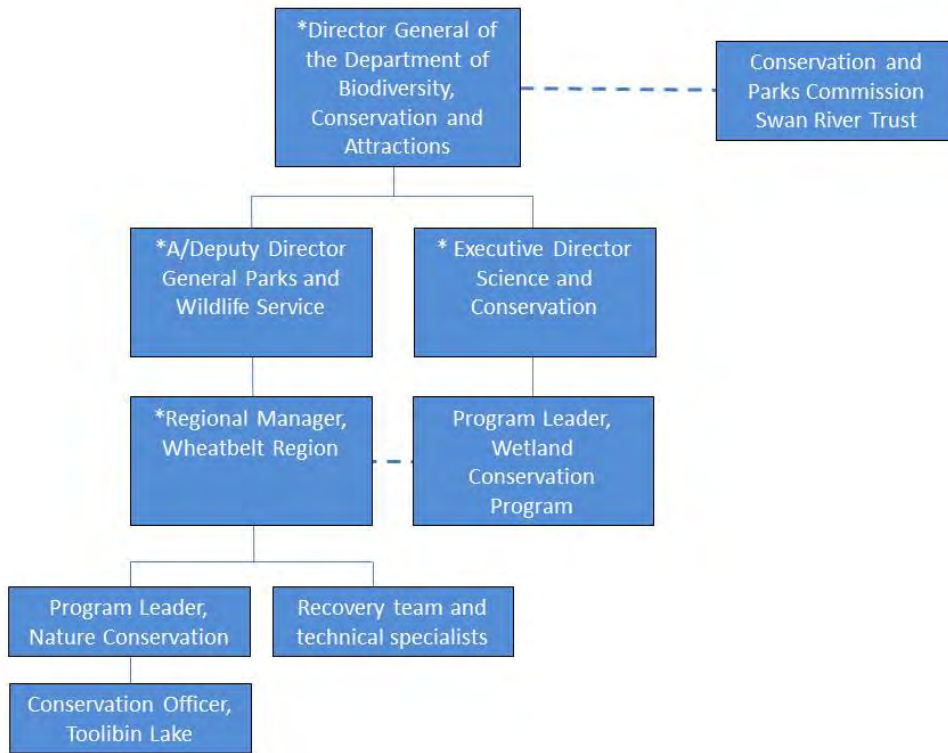 *Director General of
the Department of
Biodiversity,
Conservation and
Attractions
Conservation and
Parks Commission
Swan River Trust
*A/Deputy Director
General Parks and
Wildlife Service
* Executive Director
Science and
Conservation
*Regional Manager,
Wheatbelt Region
Program Leader,
Wetland
Conservation
Program
Program Leader,
Nature Conservation
Recovery team and
technical specialists
Conservation Officer,
Toolibin Lake